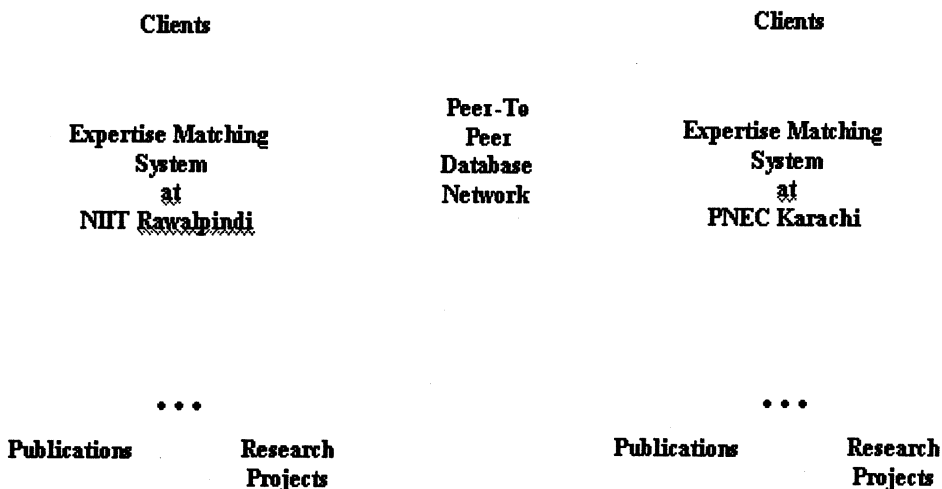 Clients
Expertise Matching
System
at
NIIT Rawalpindi
Peer-To
Peer
Database
Network
Clients
Expertise Matching
System
at
PNEC Karachi
• • •
Publications
Research
Projects
• • •
Publications
Research
Projects